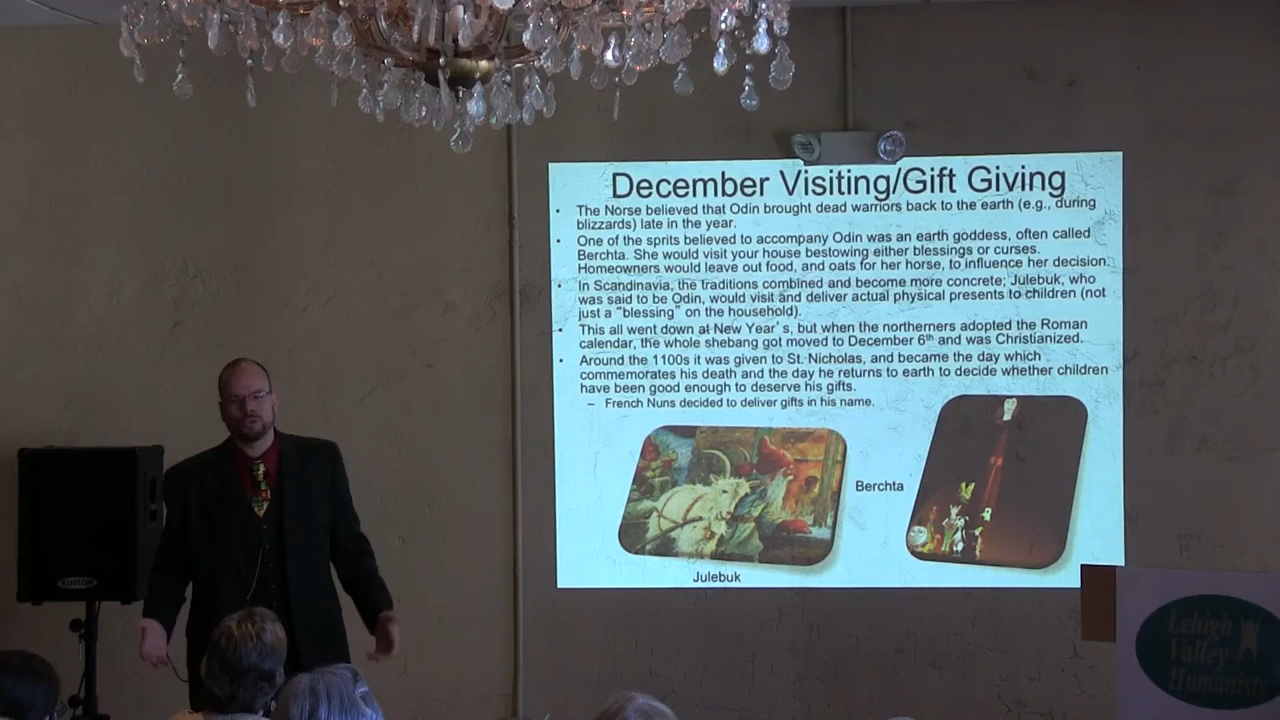 December Visiting/Gift Giving
• The Norse believed that Odin brought dead warriors back to the earth (e.g., during
blizzards) late in the year.
• One of the sprits believed to accompany Odin was an earth goddess, often called
Berchta. She would visit your house bestowing either blessings or curses.
Homeowners would leave out food, and oats for her horse, to influence her decision.
• In Scandinavia, the traditions combined and become more concrete; Julebuk, who
was said to be Odin, would visit and deliver actual physical presents to children (not
just a “blessing” on the household).
• This all went down at New Year’s, but when the northerners adopted the Roman
calendar, the whole shebang got moved to December 6th and was Christianized.
• Around the 1100s it was given to St. Nicholas, and became the day which
commemorates his death and the day he returns to earth to decide whether children
have been good enough to deserve his gifts.
– French Nuns decided to deliver gifts in his name.
Berchta
Julebuk
KUSTOM
Lehigh
Valley
Humanists